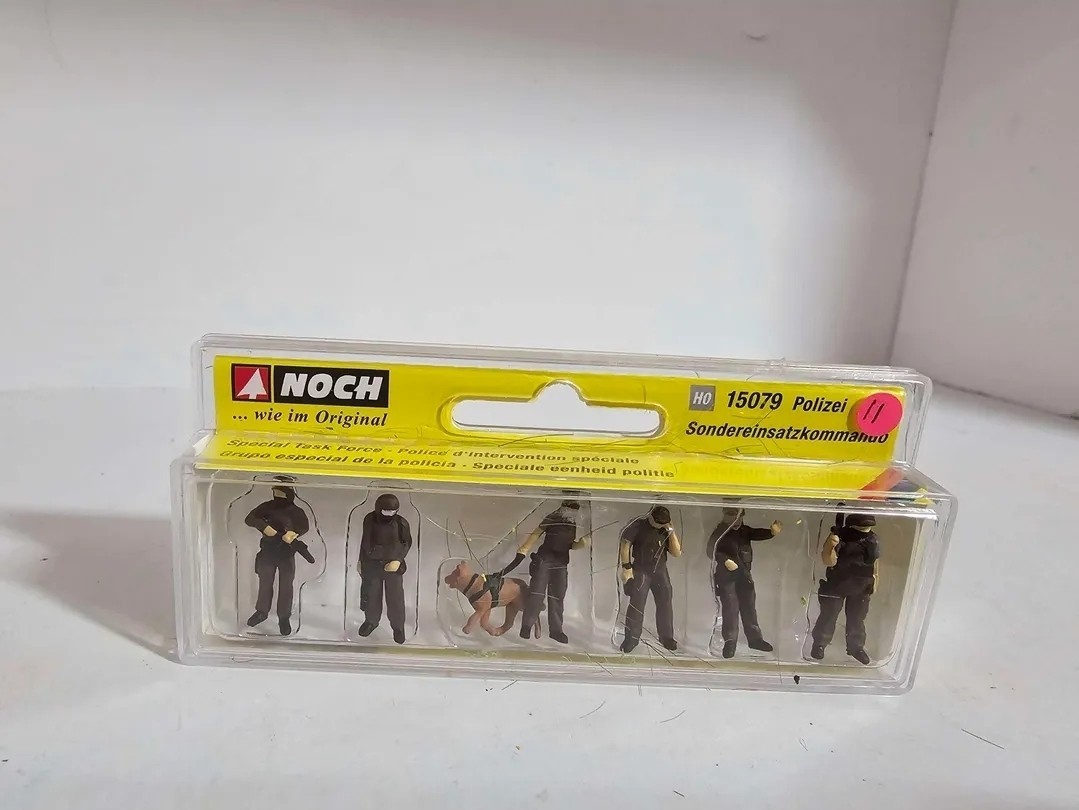 NOCH
... wie im Original
H0 15079 Polizei
Sondereinsatzkommando
11
Special Task Force - Police d'intervention spéciale
Grupo especial de la policia - Speciale eenheid politie